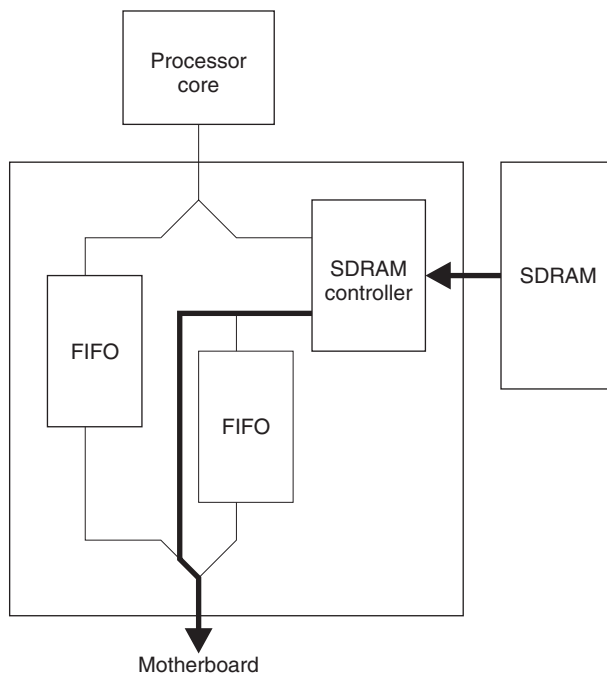 Processor
core
SDRAM
controller
SDRAM
FIFO
FIFO
Motherboard